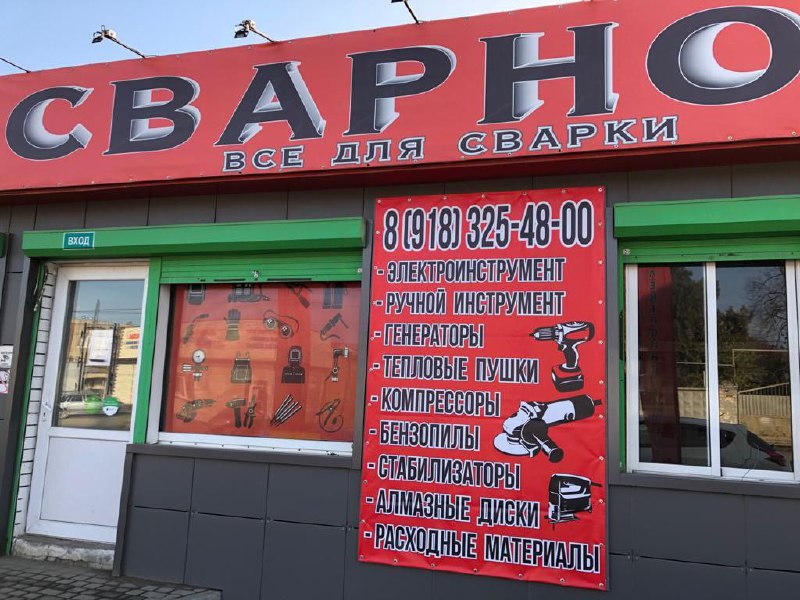 СВАРНО
ВСЕ ДЛЯ СВАРКИ
ВХОД
8 (918) 325-48-00
- ЭЛЕКТРОИНСТРУМЕНТ
- РУЧНОЙ ИНСТРУМЕНТ
- ГЕНЕРАТОРЫ
- ТЕПЛОВЫЕ ПУШКИ
- КОМПРЕССОРЫ
- БЕНЗОПИЛЫ
- СТАБИЛИЗАТОРЫ
- АЛМАЗНЫЕ ДИСКИ
- РАСХОДНЫЕ МАТЕРИАЛЫ